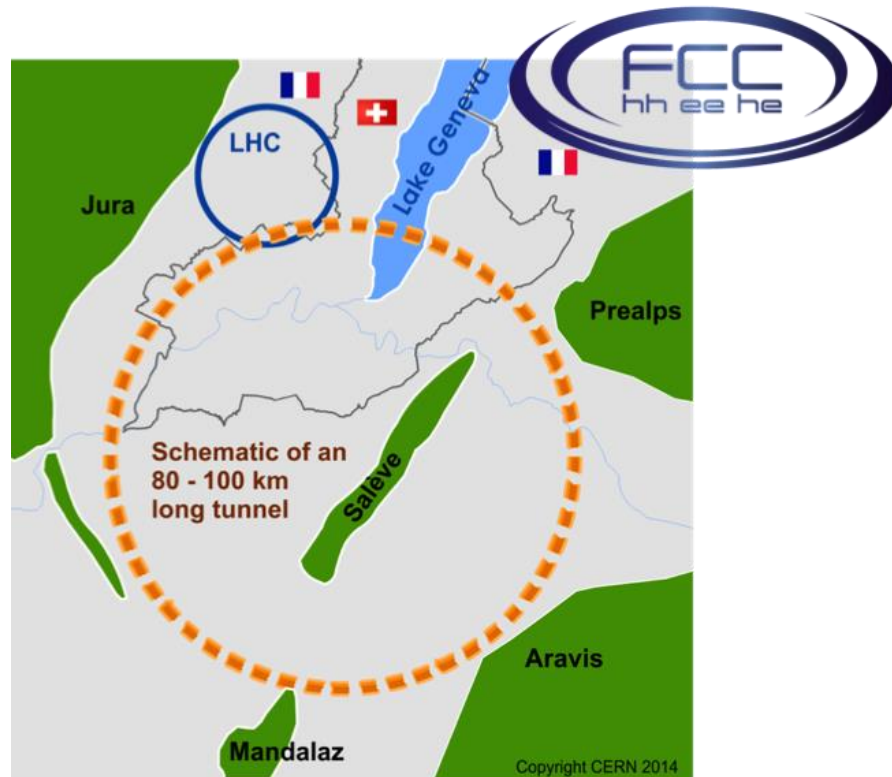 FCC
hh ee he
LHC
Lake Geneva
Jura
Prealps
Schematic of an
80 - 100 km
long tunnel
Salève
Aravis
Mandalaz
Copyright CERN 2014